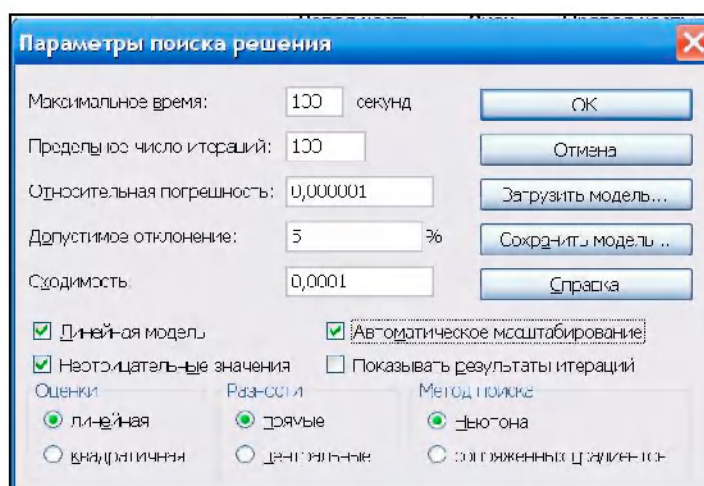 Параметры поиска решения
Максимальное время: 100 секунд
OK
Предельное число итераций: 100
Отмена
Относительная погрешность: 0,000001
Загрузить модель...
Допустимое отклонение: 5 %
Сохранить модель...
Сходимость 0,0001
Справка
Линейная модель
Автоматическое масштабирование
Неотрицательные значения
Показывать результаты итераций
Оценки
Разности
Метод поиска
линейная
прямые
Ньютона
квадратичная
центральные
сопряженных градиентов